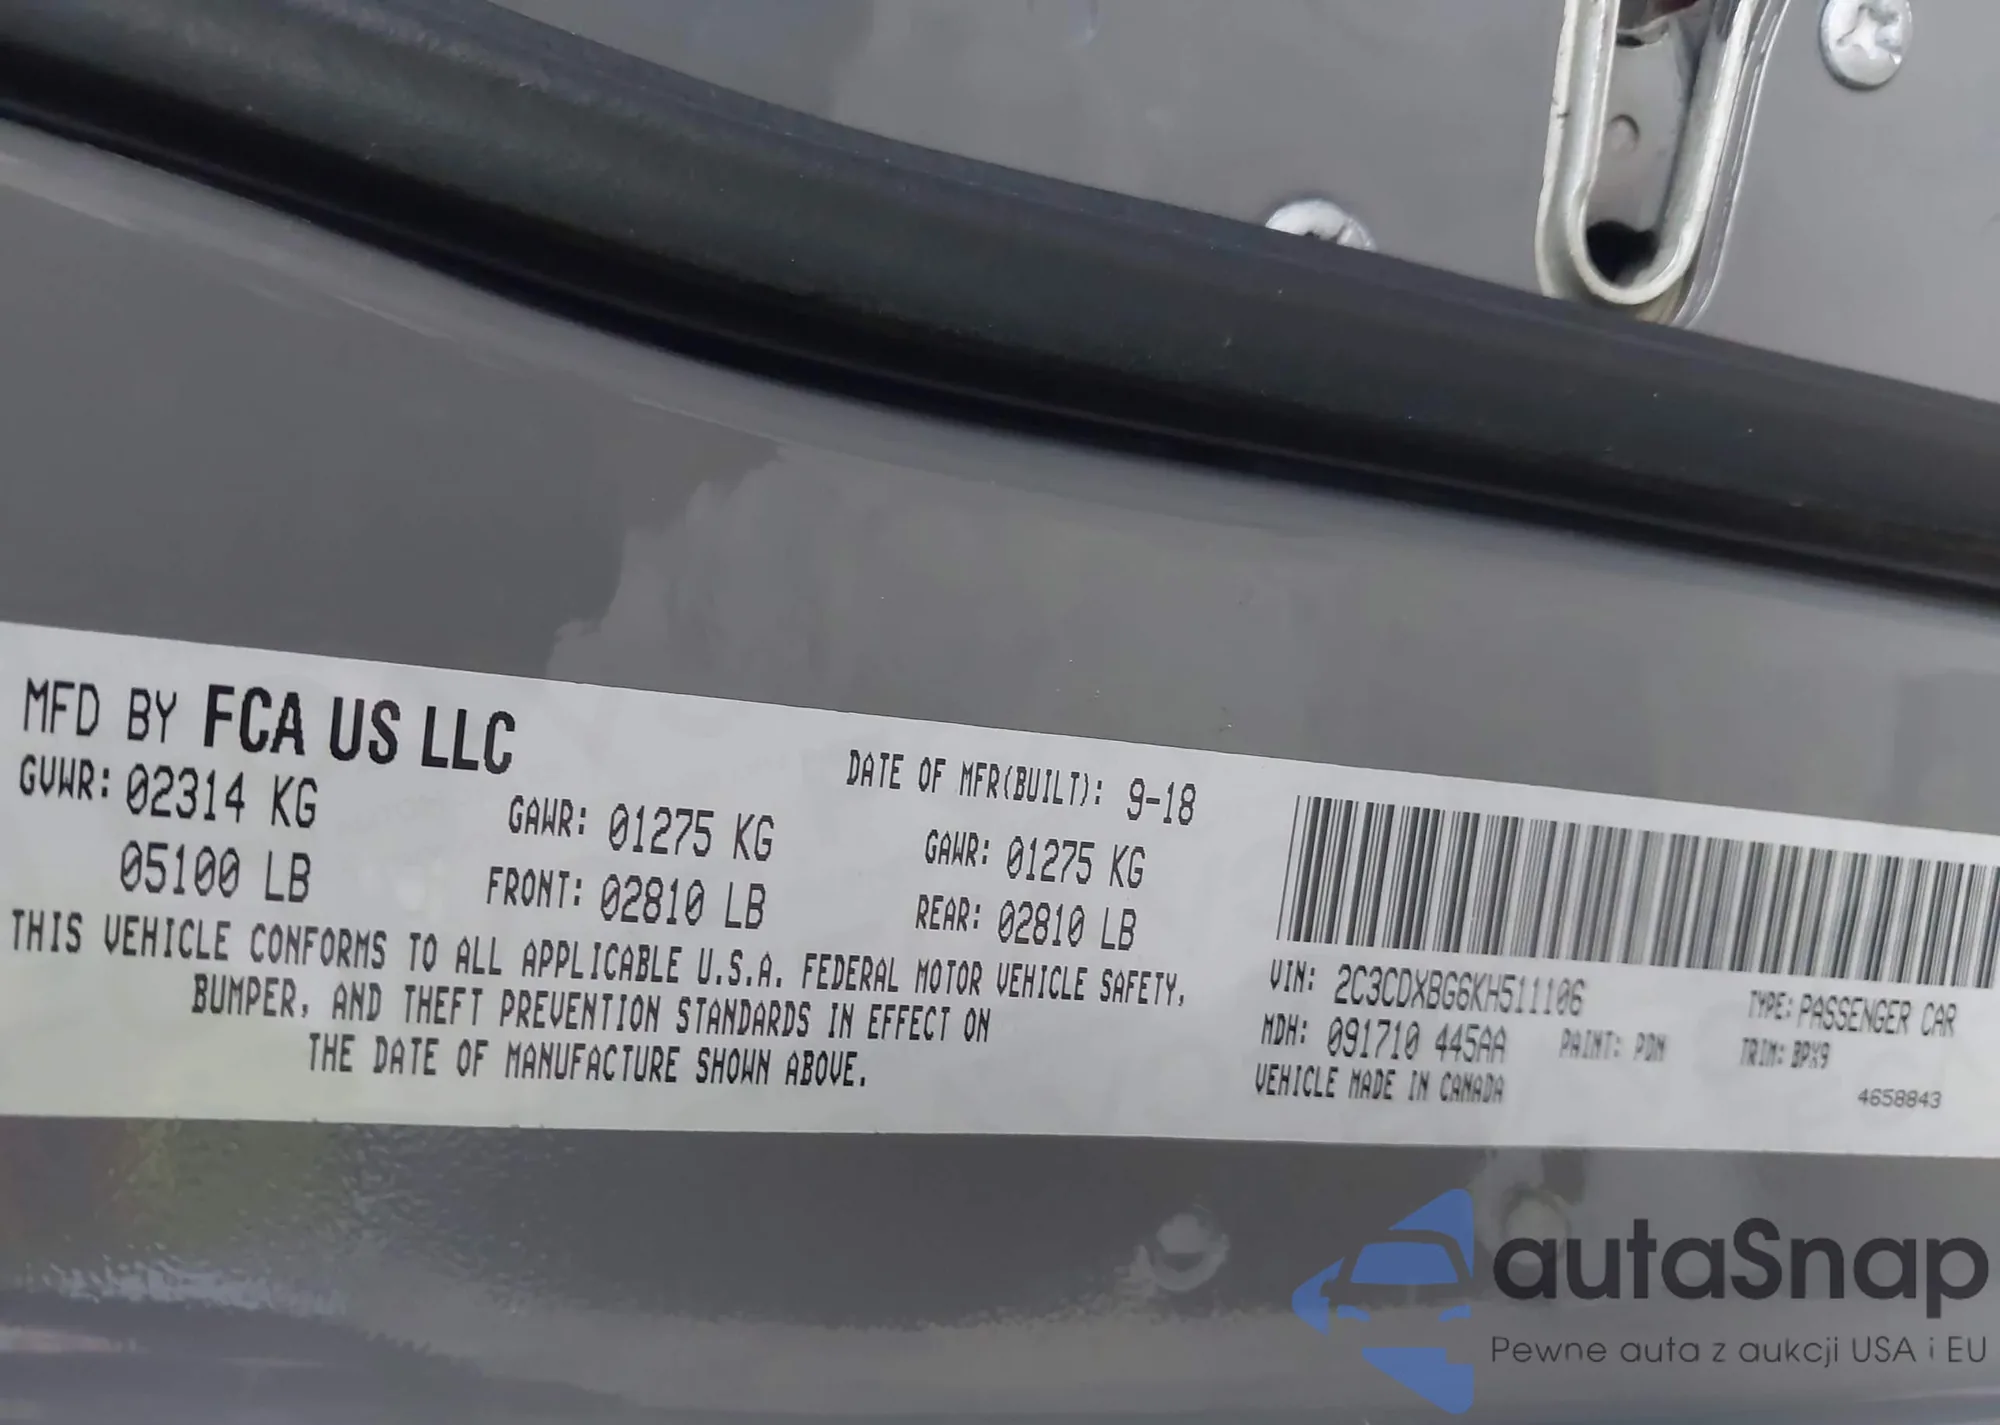 MFD BY FCA US LLC
DATE OF MFR(BUILT): 9-18
GVWR: 02314 KG
GAWR: 01275 KG
GAWR: 01275 KG
05100 LB
FRONT: 02810 LB
REAR: 02810 LB
THIS VEHICLE CONFORMS TO ALL APPLICABLE U.S.A. FEDERAL MOTOR VEHICLE SAFETY,
BUMPER, AND THEFT PREVENTION STANDARDS IN EFFECT ON
THE DATE OF MANUFACTURE SHOWN ABOVE.
VIN: 2C3CDXBG6KH511106
TYPE: PASSENGER CAR
MDH: 091710 445AA
PAINT: PDN
TRIM: BPX9
VEHICLE MADE IN CANADA
4658843
autaSnap
Pewne auta z aukcji USA i EU